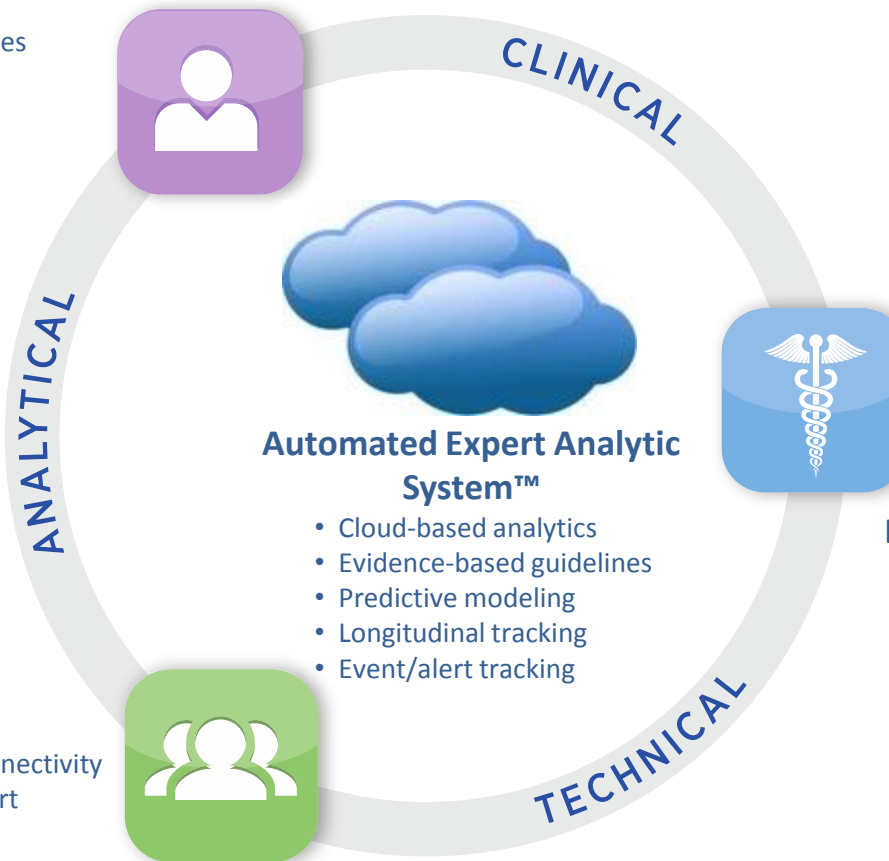 es
CLINICAL
ANALYTICAL
Automated Expert Analytic
System™
• Cloud-based analytics
• Evidence-based guidelines
• Predictive modeling
• Longitudinal tracking
• Event/alert tracking
TECHNICAL
nectivity
rt